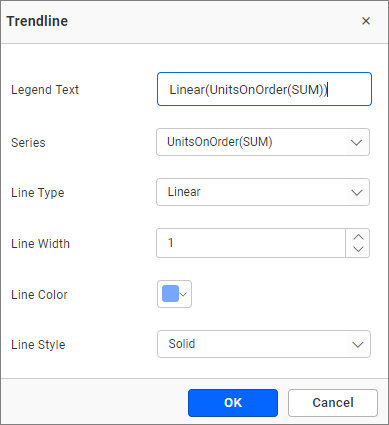 Trendline
Legend Text Linear(UnitsOnOrder(SUM))
Series UnitsOnOrder(SUM)
Line Type Linear
Line Width 1
Line Color
Line Style Solid
OK Cancel